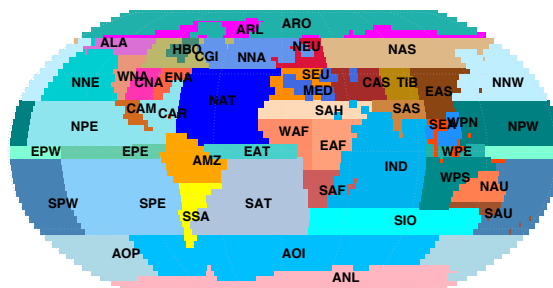 ARO
ARL
ALA
HBO
CGI
NNA
NEU
NAS
NNE
WNA
CNA
ENA
SEU
MED
CAS
TIB
EAS
NNW
NPE
CAM
CAR
NAT
SAH
SAS
SEA
WPN
NPW
WAF
EAF
EPW
EPE
AMZ
EAT
IND
WPE
WPS
NAU
SPW
SPE
SSA
SAT
SAF
SIO
SAU
AOP
AOI
ANL